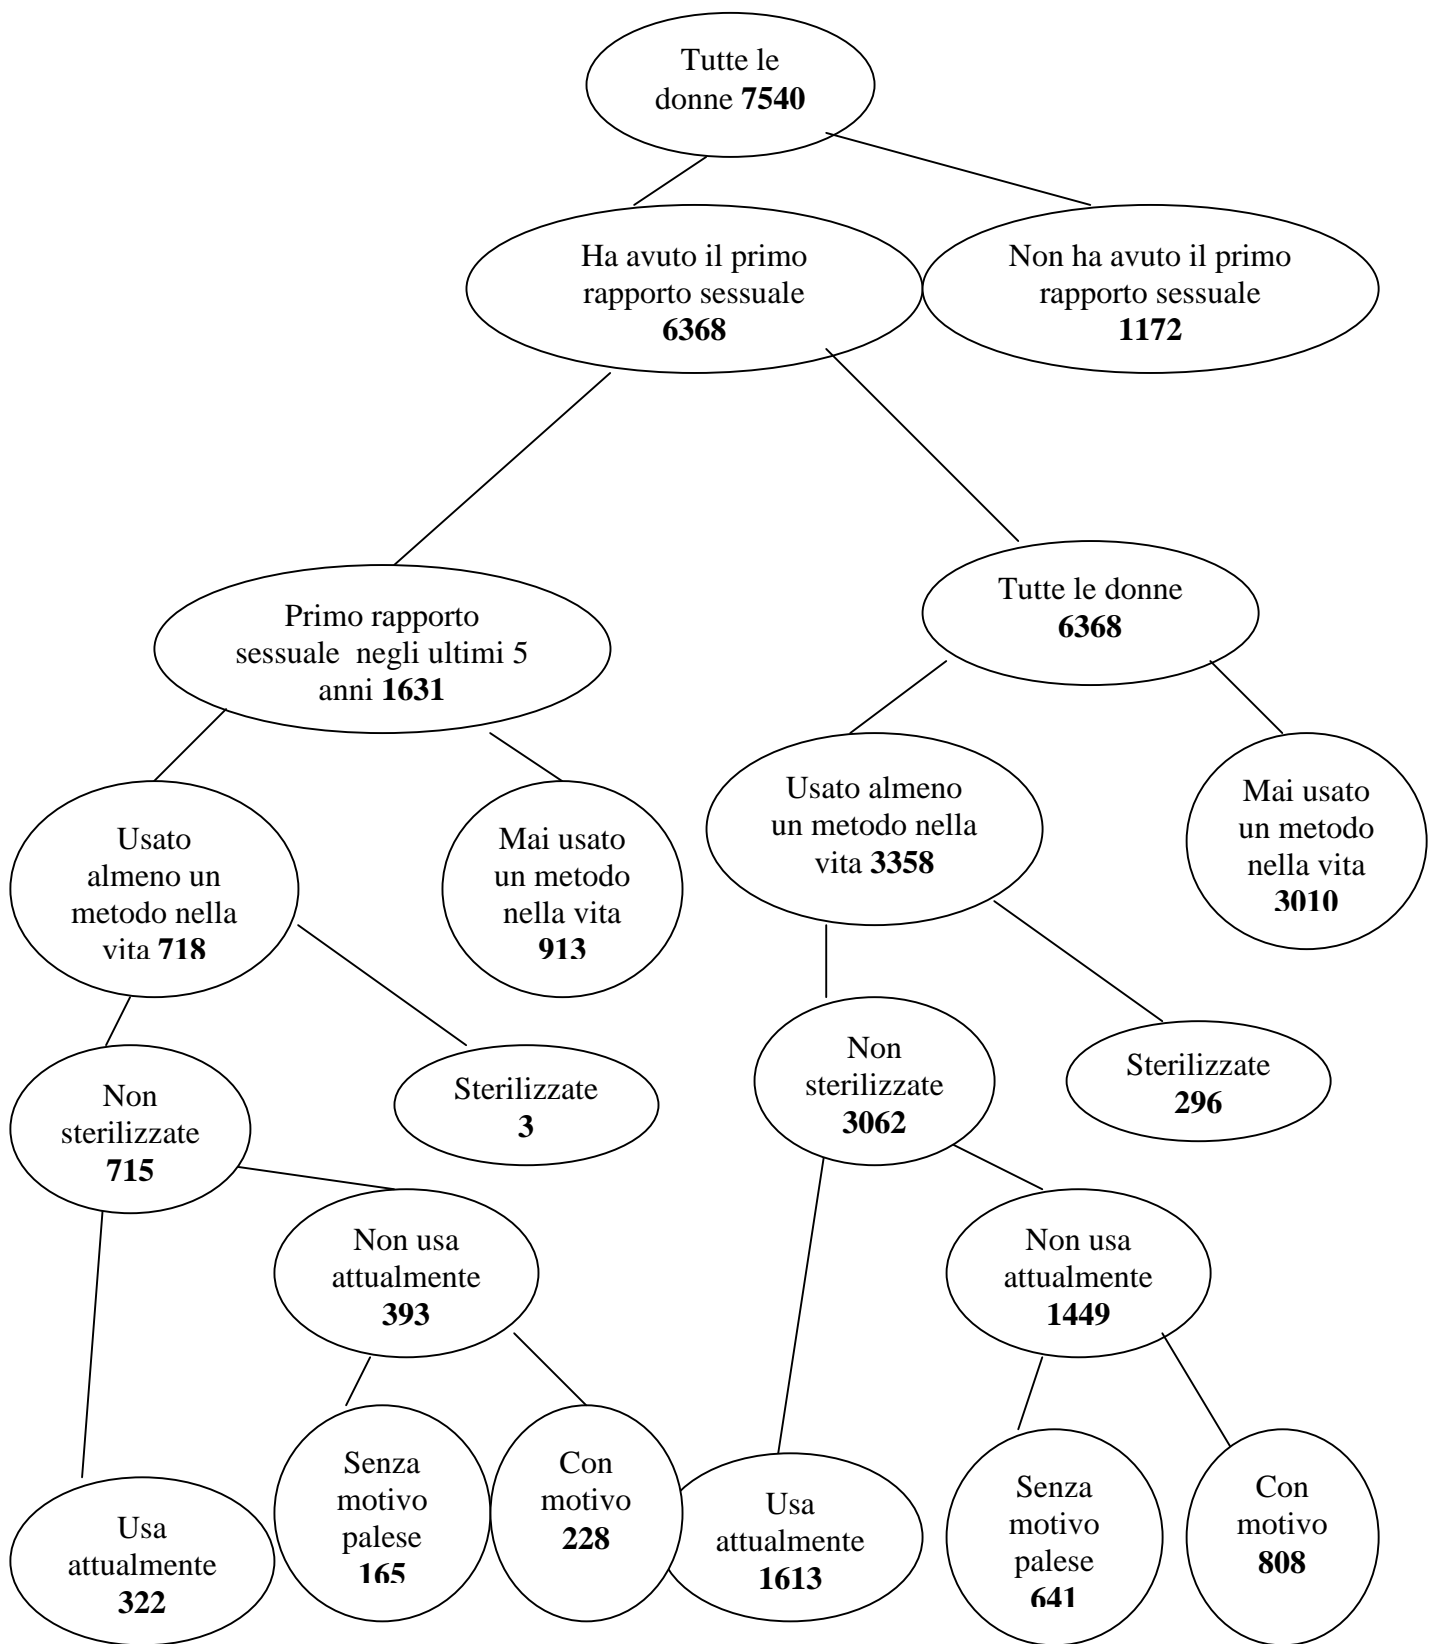 Tutte le
donne 7540
Ha avuto il primo
rapporto sessuale
6368
Non ha avuto il primo
rapporto sessuale
1172
Primo rapporto
sessuale negli ultimi 5
anni 1631
Tutte le donne
6368
Usato
almeno un
metodo nella
vita 718
Mai usato
un metodo
nella vita
913
Usato almeno
un metodo nella
vita 3358
Mai usato
un metodo
nella vita
3010
Non
sterilizzate
715
Sterilizzate
3
Non
sterilizzate
3062
Sterilizzate
296
Non usa
attualmente
393
Non usa
attualmente
1449
Usa
attualmente
322
Senza
motivo
palese
165
Con
motivo
228
Usa
attualmente
1613
Senza
motivo
palese
641
Con
motivo
808